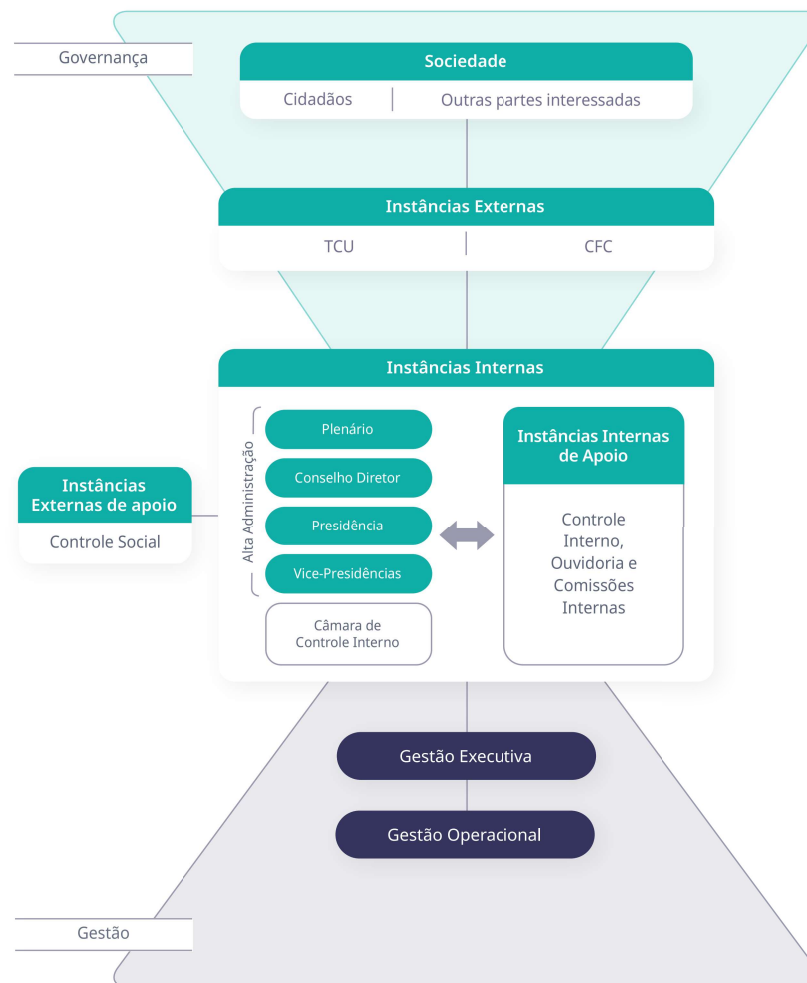 Governança
Sociedade
Cidadãos
Outras partes interessadas
Instâncias Externas
TCU
CFC
Instâncias Internas
Alta Administração
Plenário
Conselho Diretor
Presidência
Vice-Presidências
Câmara de
Controle Interno
Instâncias Internas
de Apoio
Controle
Interno,
Ouvidoria e
Comissões
Internas
Instâncias
Externas de apoio
Controle Social
Gestão Executiva
Gestão Operacional
Gestão